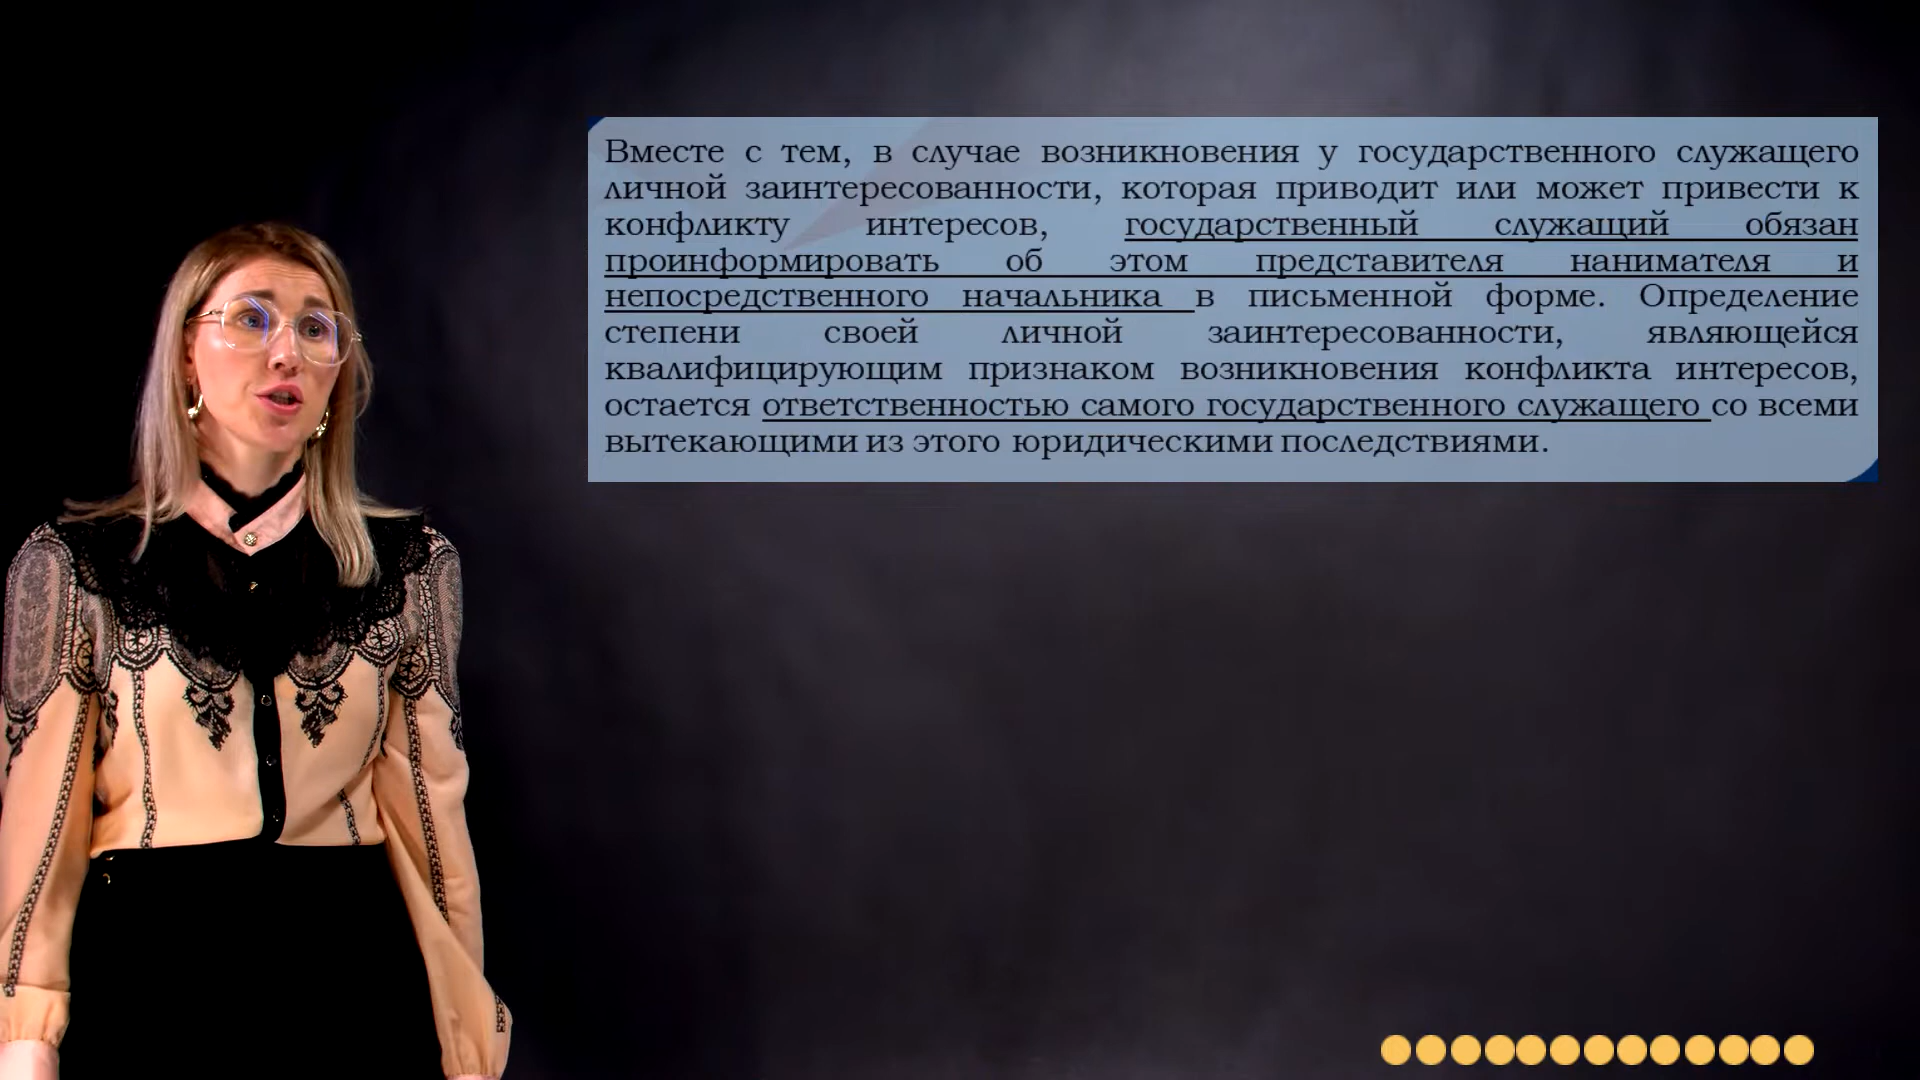 Вместе с тем, в случае возникновения у государственного служащего
личной заинтересованности, которая приводит или может привести к
конфликту интересов, государственный служащий обязан
проинформировать об этом представителя нанимателя и
непосредственного начальника в письменной форме. Определение
степени своей личной заинтересованности, являющейся
квалифицирующим признаком возникновения конфликта интересов,
остается ответственностью самого государственного служащего со всеми
вытекающими из этого юридическими последствиями.